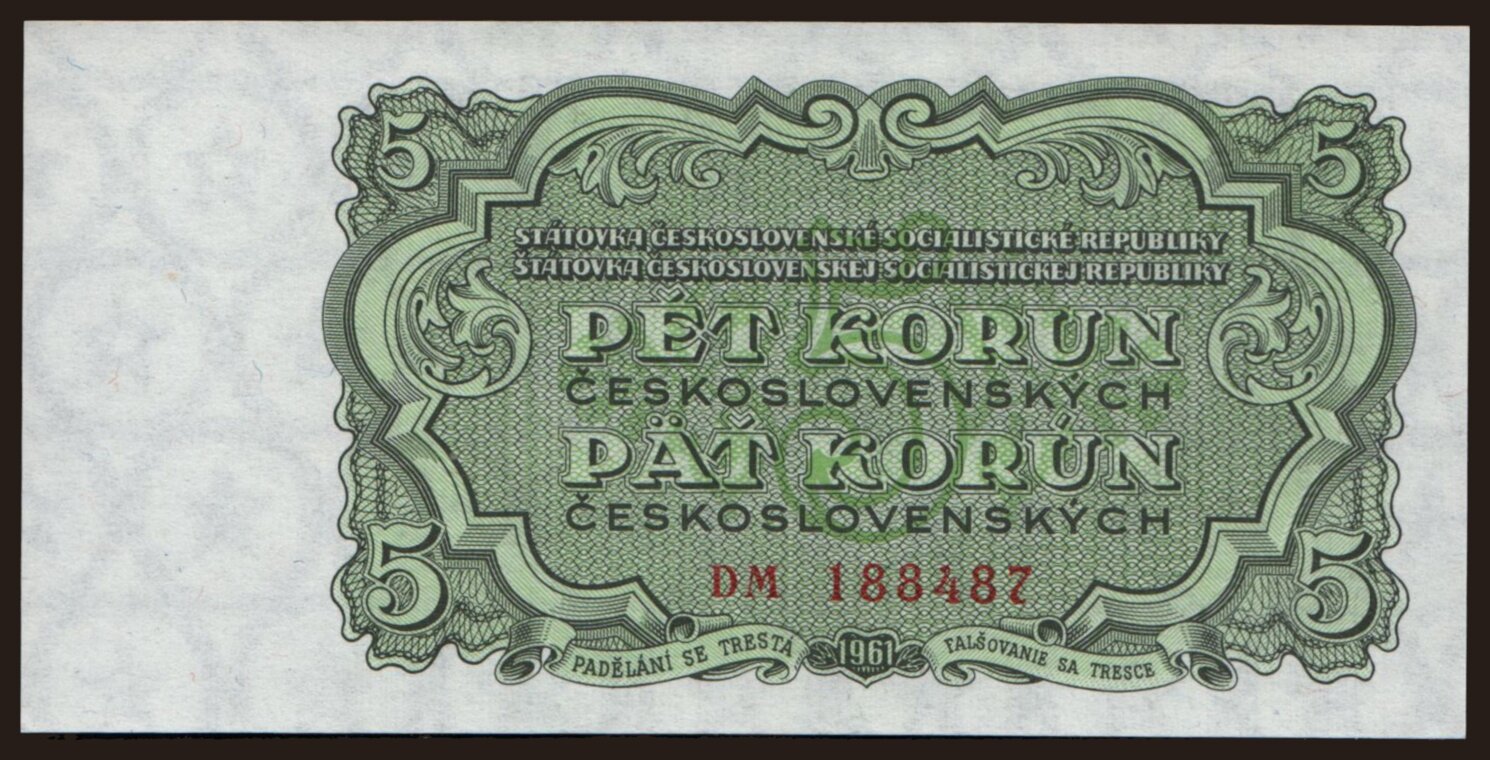 5 5
STÁTOVKA ČESKOSLOVENSKÉ SOCIALISTICKÉ REPUBLIKY
ŠTÁTOVKA ČESKOSLOVENSKEJ SOCIALISTICKEJ REPUBLIKY
PĚT KORUN
ČESKOSLOVENSKÝCH
PÄŤ KORÚN
ČESKOSLOVENSKÝCH
5 5
DM 188487
PADĚLÁNÍ SE TRESTÁ 1961 FALŠOVANIE SA TRESCE